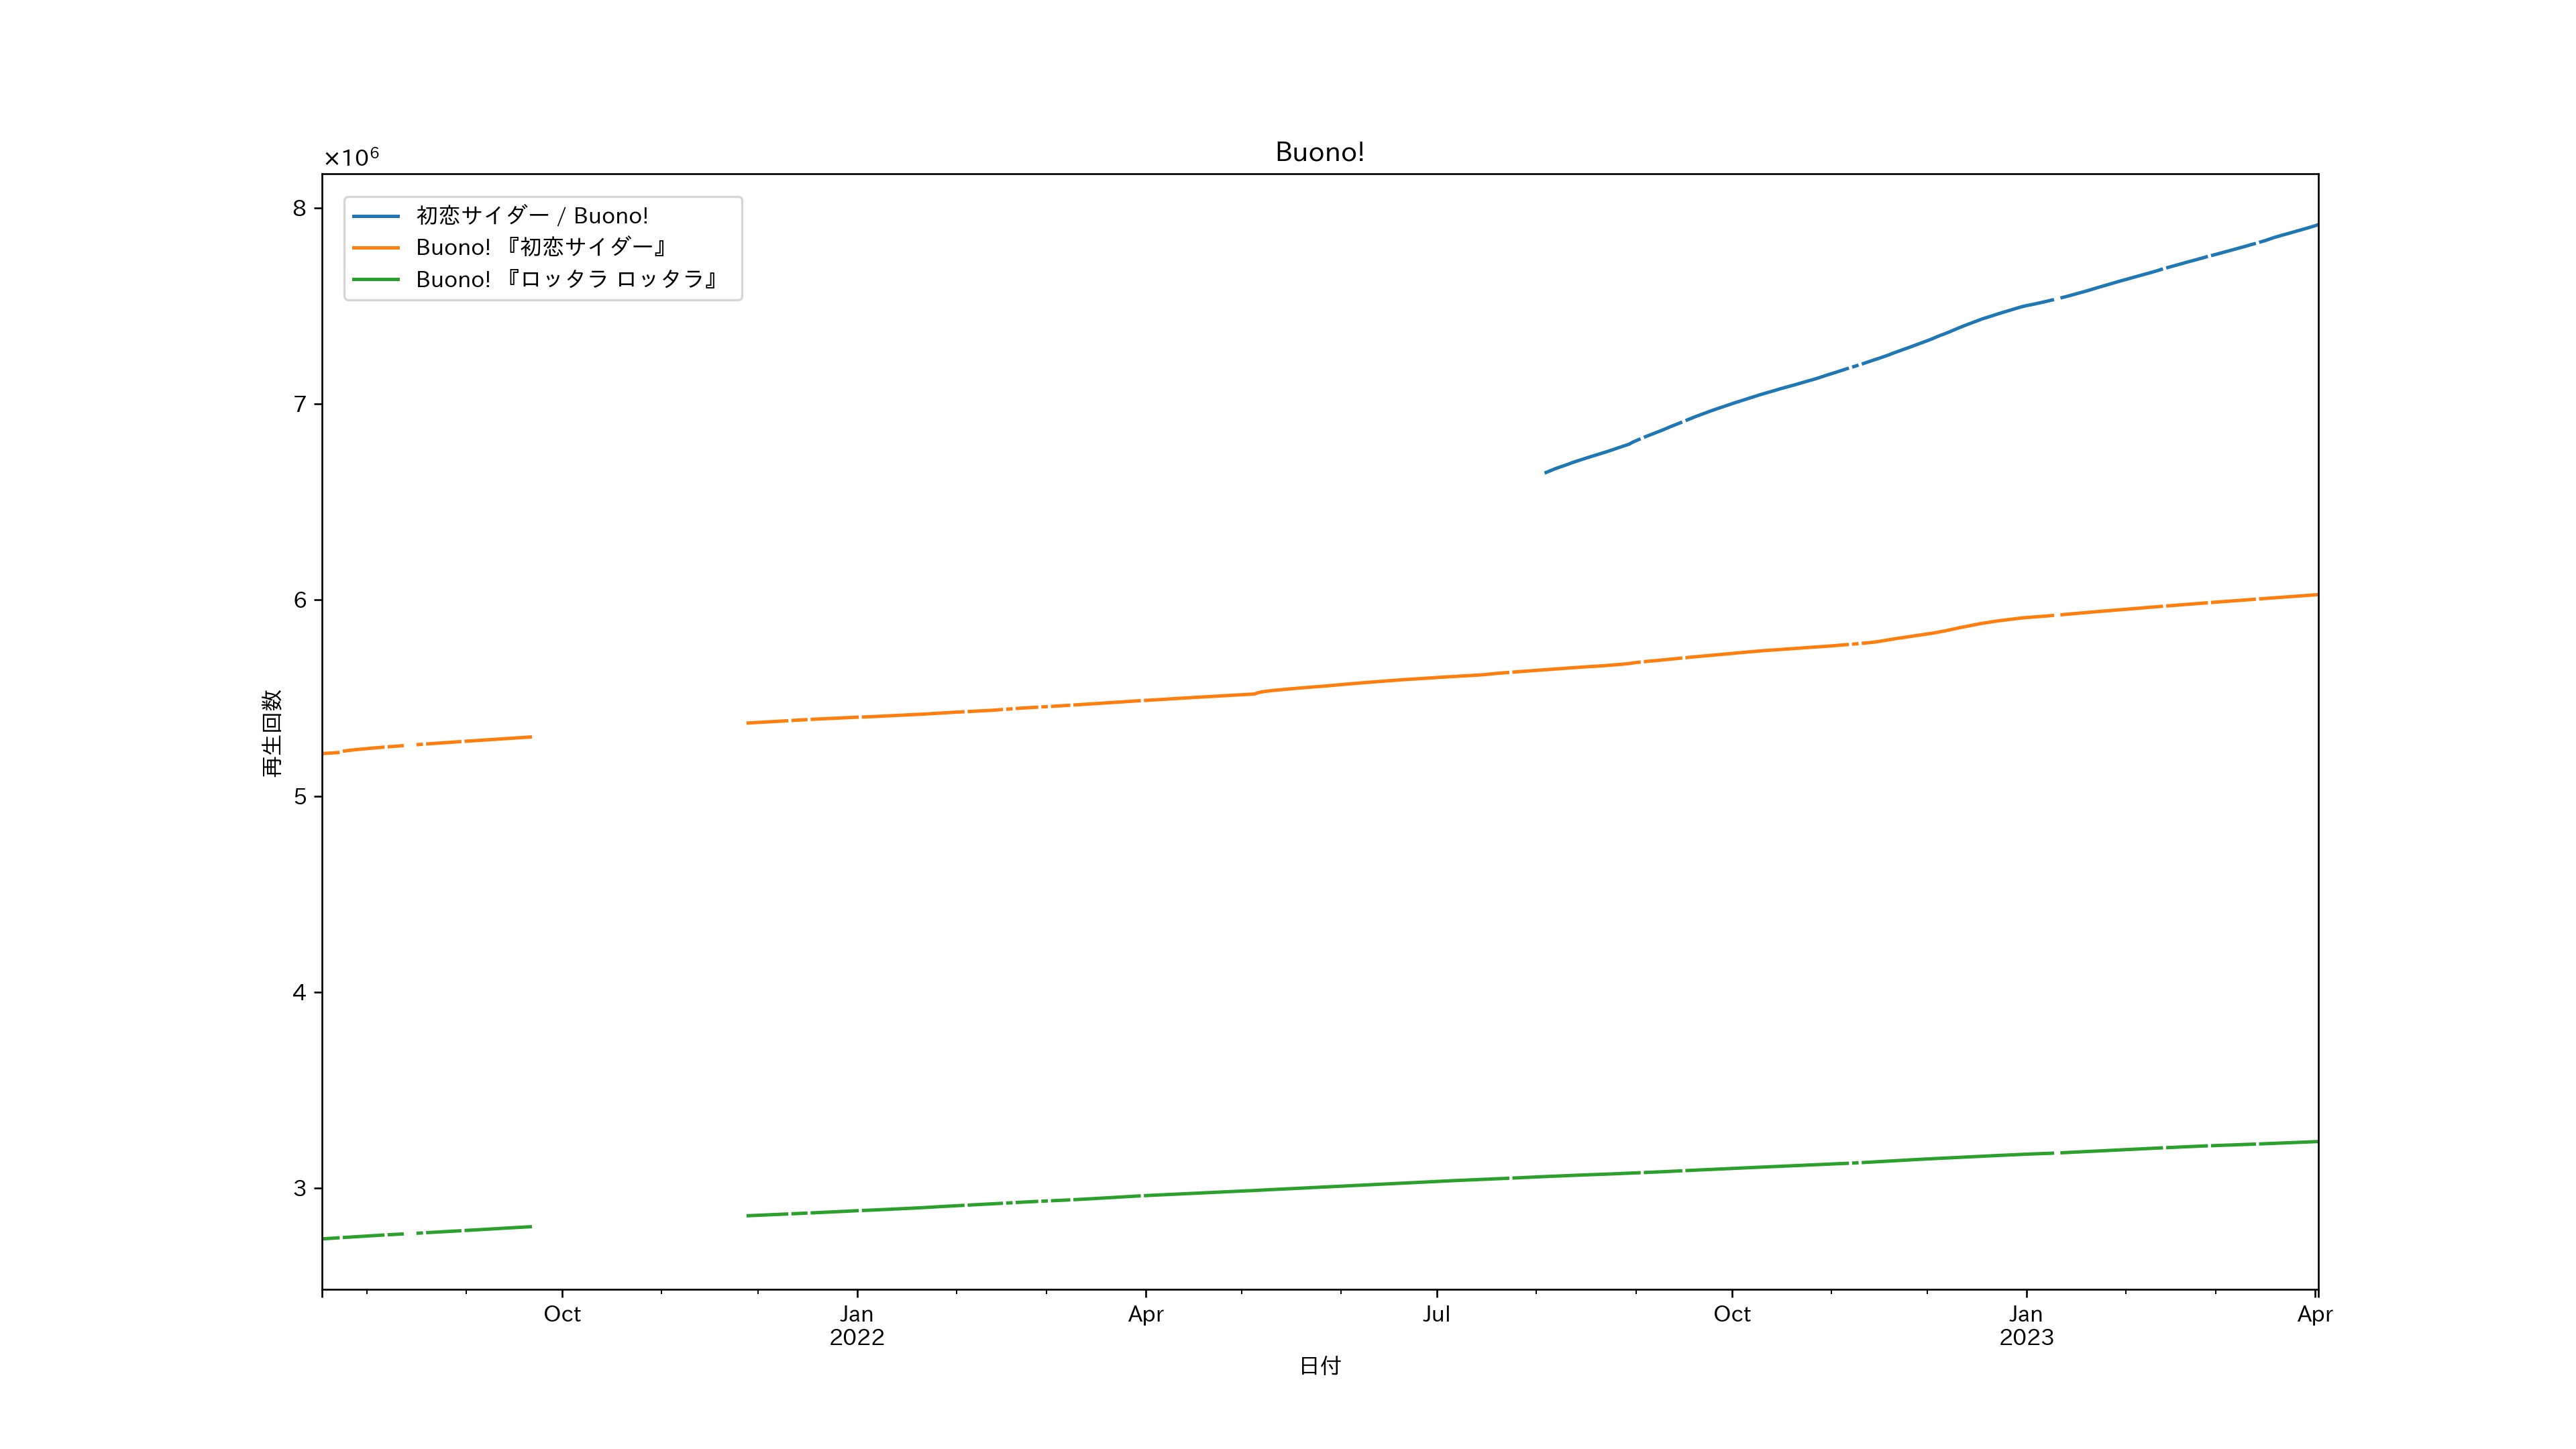 Buono!
×10⁶
8
7
6
5
4
3
再生回数
初恋サイダー / Buono!
Buono! 『初恋サイダー』
Buono! 『ロッタラ ロッタラ』
Oct
Jan
2022
Apr
Jul
Oct
Jan
2023
Apr
日付